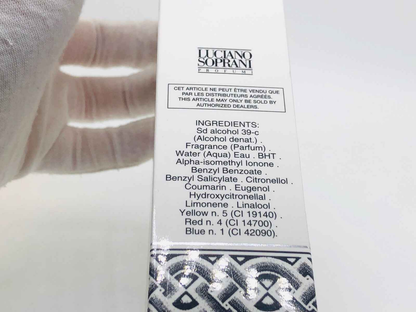 LUCIANO
SOPRANI
PROFUMI
CET ARTICLE NE PEUT ÊTRE VENDU QUE
PAR LES DISTRIBUTEURS AGRÉES.
THIS ARTICLE MAY ONLY BE SOLD BY
AUTHORIZED DEALERS.
INGREDIENTS:
Sd alcohol 39-c
(Alcohol denat.) .
Fragrance (Parfum) .
Water (Aqua) Eau . BHT .
Alpha-isomethyl Ionone .
Benzyl Benzoate .
Benzyl Salicylate . Citronellol .
Coumarin . Eugenol .
Hydroxycitronellal .
Limonene . Linalool .
Yellow n. 5 (CI 19140) .
Red n. 4 (CI 14700) .
Blue n. 1 (CI 42090).